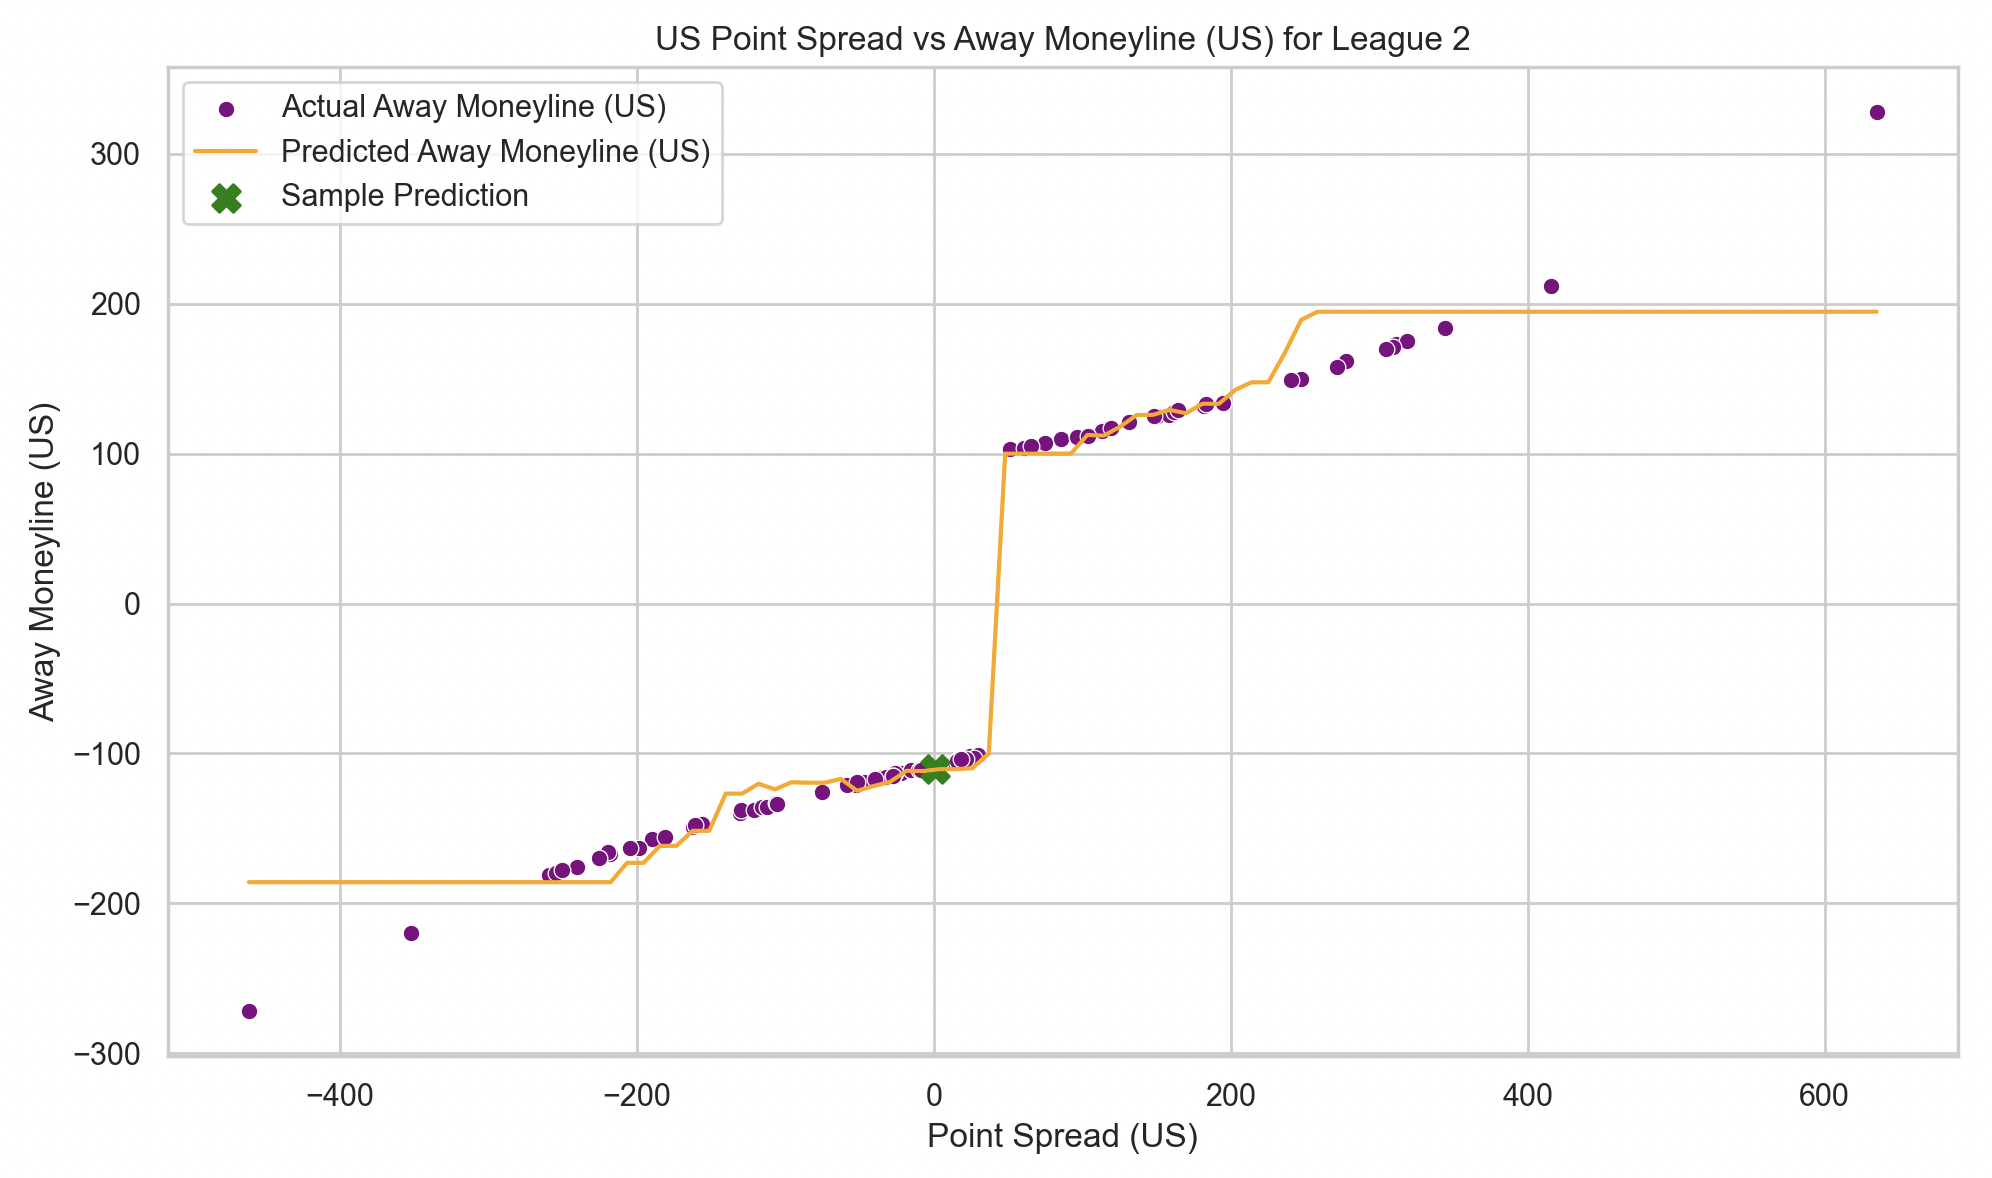 US Point Spread vs Away Moneyline (US) for League 2
Actual Away Moneyline (US)
Predicted Away Moneyline (US)
Sample Prediction
300
200
100
0
−100
−200
−300
Away Moneyline (US)
−400
−200
0
200
400
600
Point Spread (US)